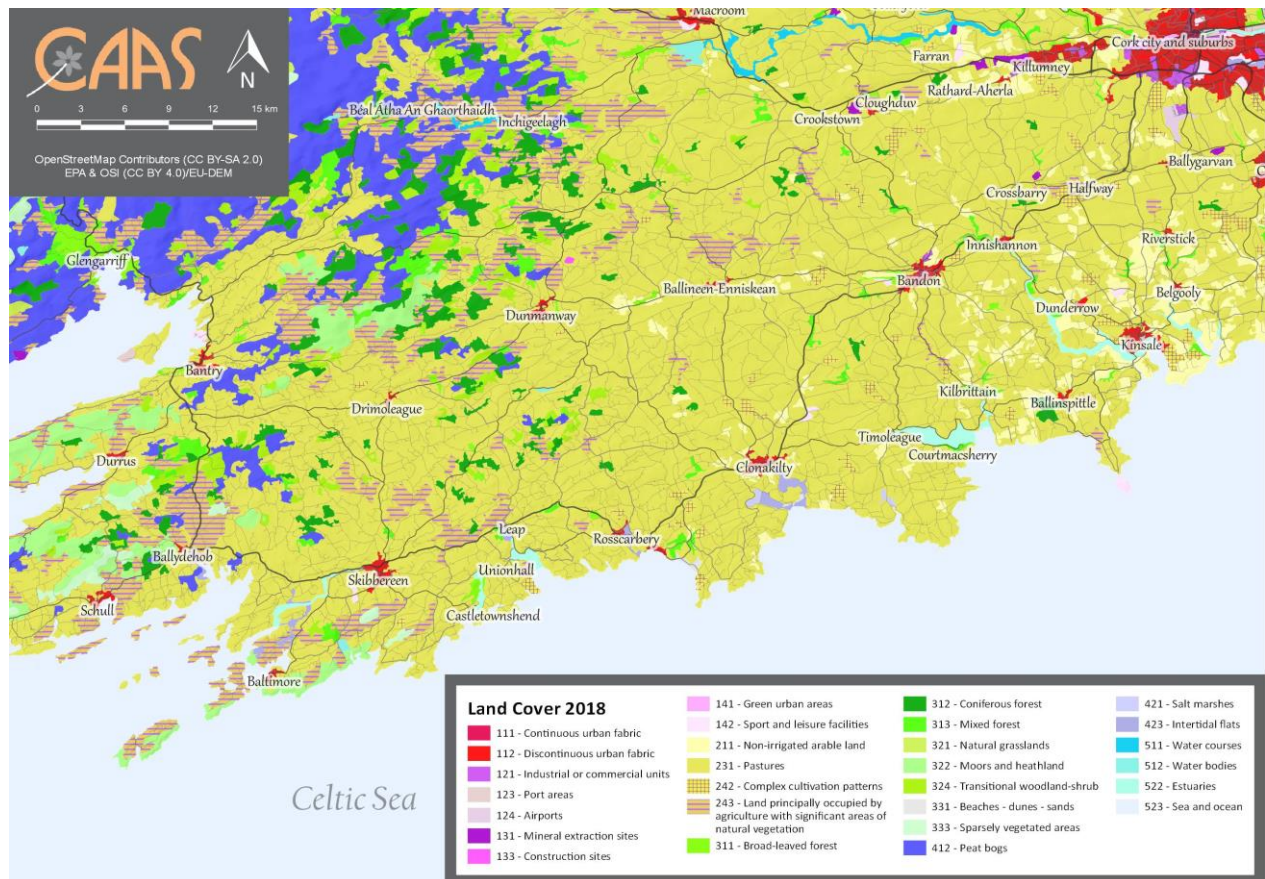 CAAS
N
0 3 6 9 12 15 km
OpenStreetMap Contributors (CC BY-SA 2.0)
EPA & OSI (CC BY 4.0)/EU-DEM
Macroom
Cork city and suburbs
Farran
Killumney
Rathard-Aherla
Cloughduv
Crookstown
Béal Átha An Ghaorthaidh
Inchigeelagh
Ballygarvan
Crossbarry
Halfway
Innishannon
Riverstick
Glengarriff
Bandon
Ballineen-Enniskean
Belgooly
Dunderrow
Dunmanway
Kinsale
Bantry
Drimoleague
Kilbrittain
Ballinspittle
Timoleague
Courtmacsherry
Durrus
Clonakilty
Leap
Rosscarbery
Ballydehob
Unionhall
Skibbereen
Schull
Castletownshend
Baltimore
Celtic Sea
Land Cover 2018
111 - Continuous urban fabric
112 - Discontinuous urban fabric
121 - Industrial or commercial units
123 - Port areas
124 - Airports
131 - Mineral extraction sites
133 - Construction sites
141 - Green urban areas
142 - Sport and leisure facilities
211 - Non-irrigated arable land
231 - Pastures
242 - Complex cultivation patterns
243 - Land principally occupied by
agriculture with significant areas of
natural vegetation
311 - Broad-leaved forest
312 - Coniferous forest
313 - Mixed forest
321 - Natural grasslands
322 - Moors and heathland
324 - Transitional woodland-shrub
331 - Beaches - dunes - sands
333 - Sparsely vegetated areas
412 - Peat bogs
421 - Salt marshes
423 - Intertidal flats
511 - Water courses
512 - Water bodies
522 - Estuaries
523 - Sea and ocean